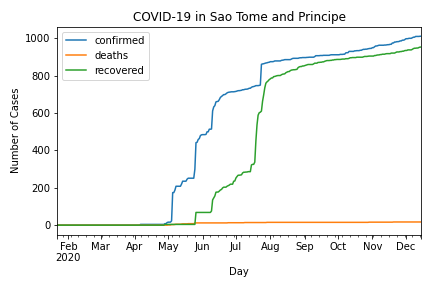 COVID-19 in Sao Tome and Principe
confirmed
deaths
recovered
Number of Cases
1000
800
600
400
200
0
Feb Mar Apr May Jun Jul Aug Sep Oct Nov Dec
2020
Day